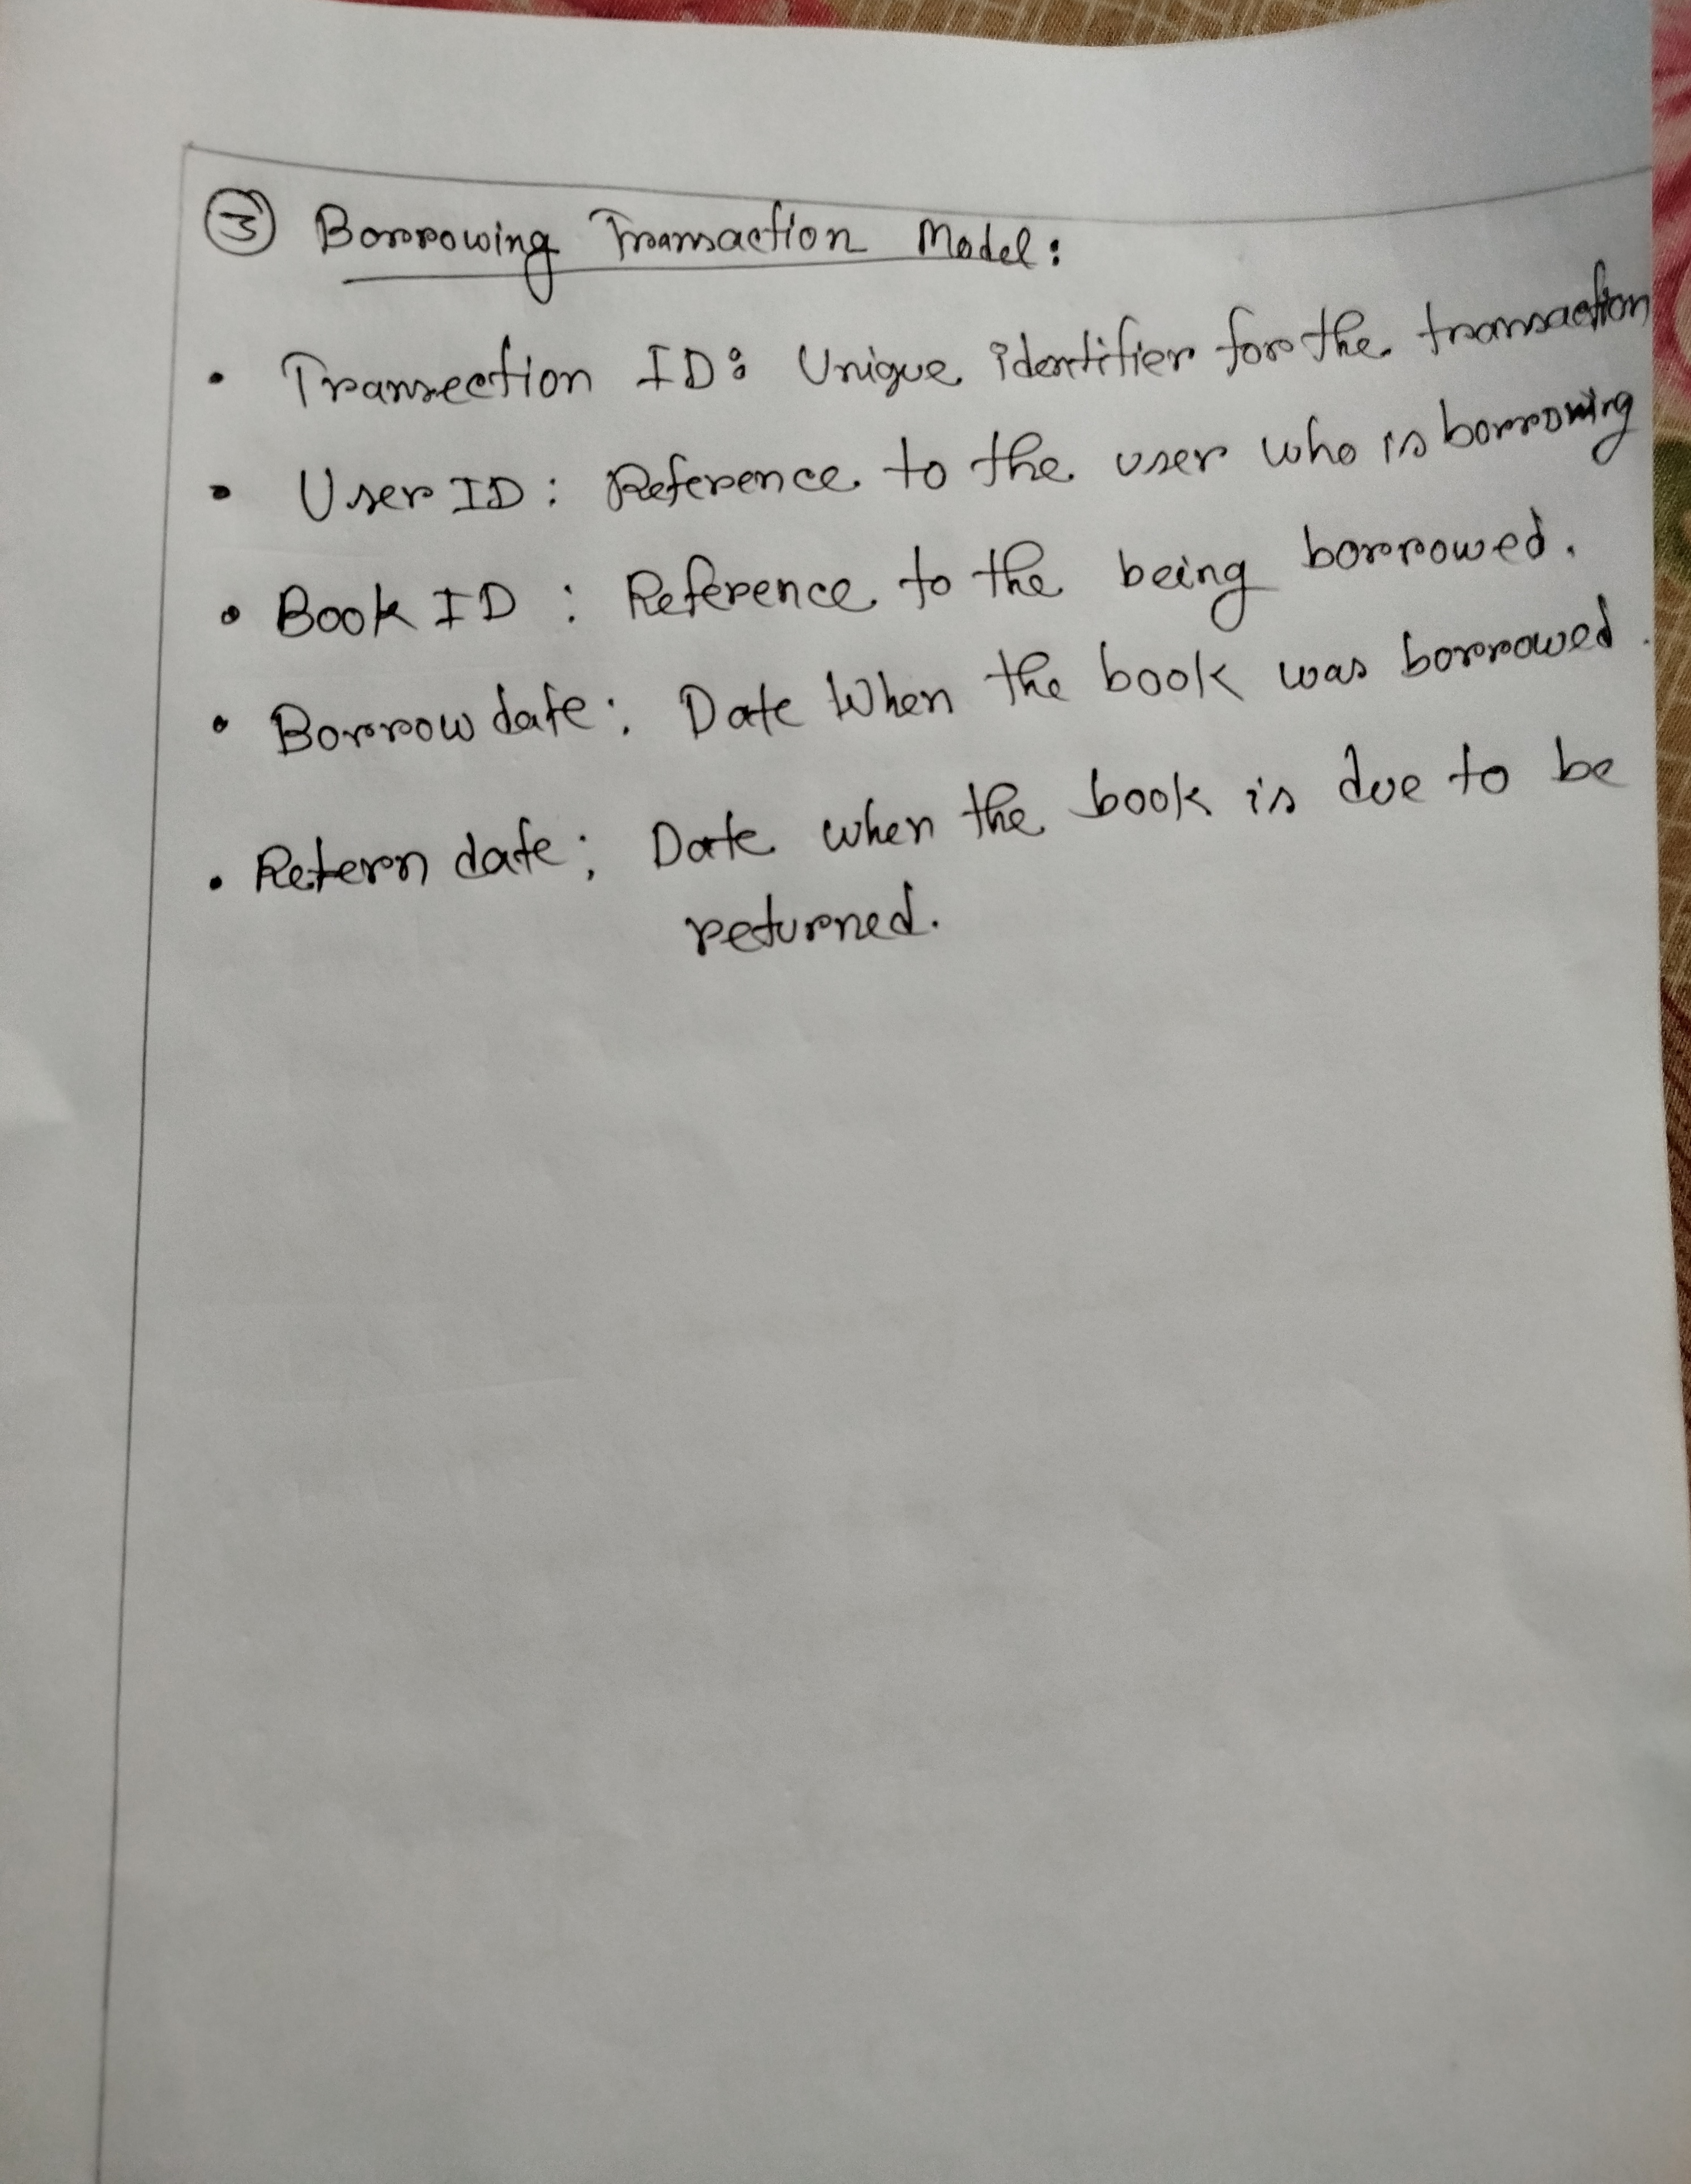 ③ Borrowing Transaction Model:
• Transection ID: Unique identifier for the transaction
• User ID: Reference to the user who is borrowing
• Book ID : Reference to the being borrowed.
• Borrow date: Date When the book was borrowed.
• Retern date: Date when the book is due to be
returned.